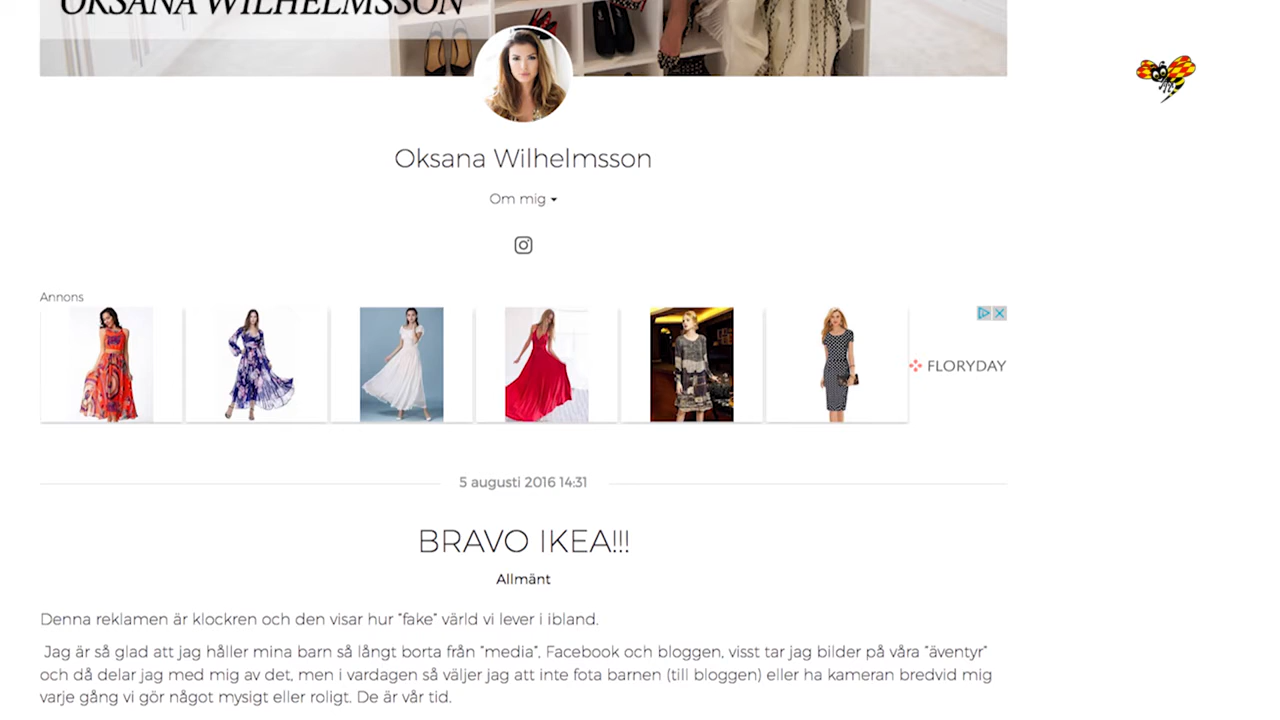 OKSANA WILHELMSSON
Oksana Wilhelmsson
Om mig
Annons
FLORYDAY
5 augusti 2016 14:31
BRAVO IKEA!!!
Allmänt
Denna reklamen är klockren och den visar hur "fake" värld vi lever i ibland.
Jag är så glad att jag håller mina barn så långt borta från "media", Facebook och bloggen, visst tar jag bilder på våra "äventyr"
och då delar jag med mig av det, men i vardagen så väljer jag att inte fota barnen (till bloggen) eller ha kameran bredvid mig
varje gång vi gör något mysigt eller roligt. De är vår tid.